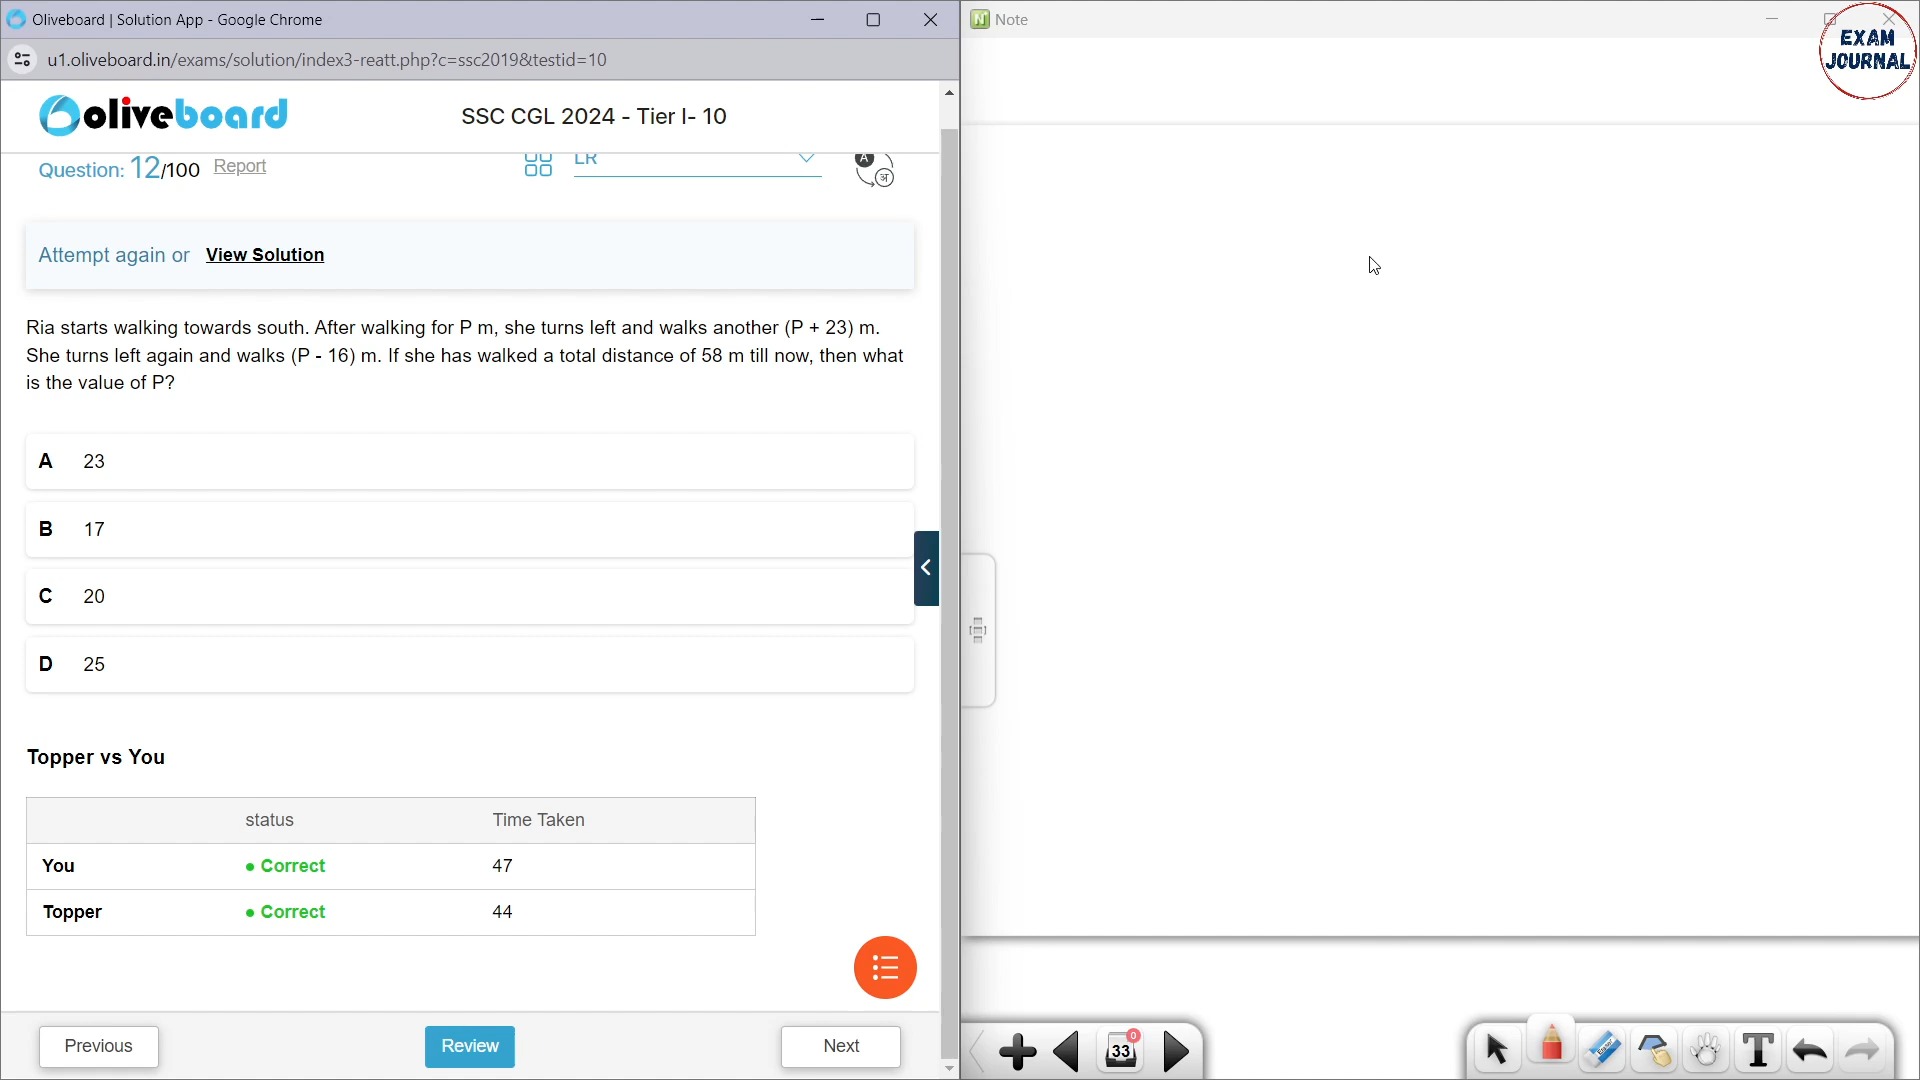 Oliveboard | Solution App - Google Chrome
Note
EXAM
JOURNAL
u1.oliveboard.in/exams/solution/index3-reatt.php?c=ssc2019&testid=10
oliveboard
SSC CGL 2024 - Tier I- 10
Question: 12/100 Report
LR
A
अ
Attempt again or View Solution
Ria starts walking towards south. After walking for P m, she turns left and walks another (P + 23) m.
She turns left again and walks (P - 16) m. If she has walked a total distance of 58 m till now, then what
is the value of P?
A 23
B 17
C 20
D 25
Topper vs You
status Time Taken
You • Correct 47
Topper • Correct 44
Previous Review Next
33
0
T